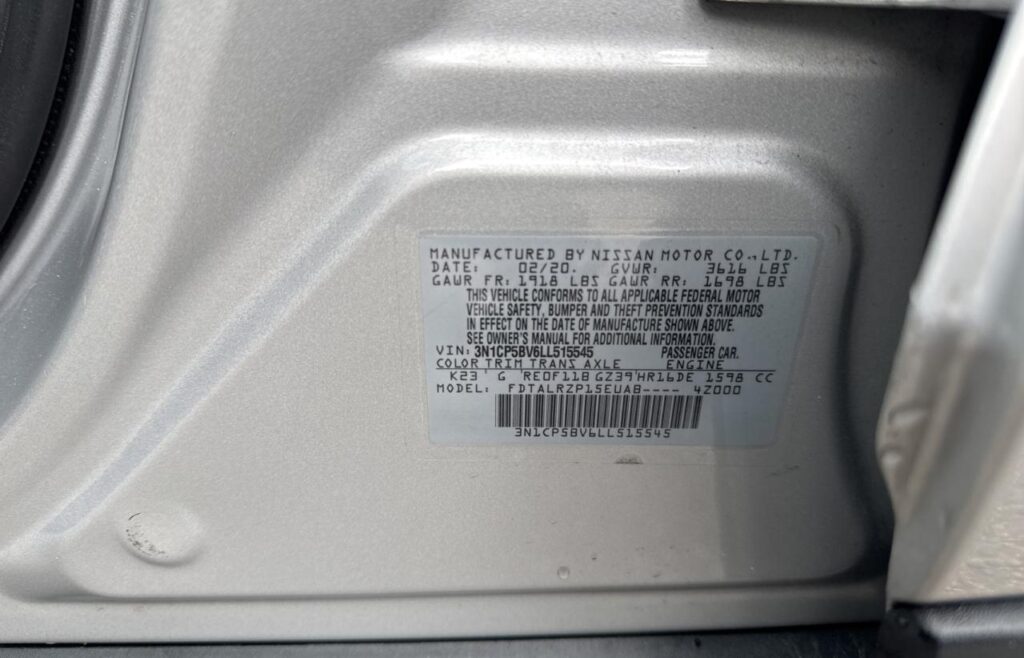 MANUFACTURED BY NISSAN MOTOR CO.,LTD.
DATE: 02/20. GVWR: 3616 LBS
GAWR FR: 1918 LBS GAWR RR: 1698 LBS
THIS VEHICLE CONFORMS TO ALL APPLICABLE FEDERAL MOTOR
VEHICLE SAFETY, BUMPER AND THEFT PREVENTION STANDARDS
IN EFFECT ON THE DATE OF MANUFACTURE SHOWN ABOVE.
SEE OWNER'S MANUAL FOR ADDITIONAL INFORMATION.
VIN: 3N1CP5BV6LL515545 PASSENGER CAR.
COLOR TRIM TRANS AXLE ENGINE
K23' G 'RE0F11B GZ39'HR16DE 1598 CC
MODEL: FDTALRZP15EUAB---- 4Z000
3N1CP5BV6LL515545